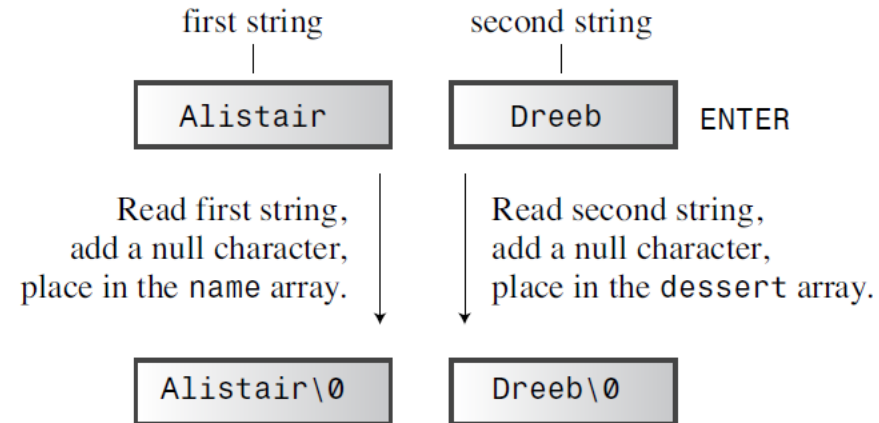 first string
second string
Alistair
Dreeb
ENTER
Read first string,
add a null character,
place in the name array.
Read second string,
add a null character,
place in the dessert array.
Alistair\0
Dreeb\0